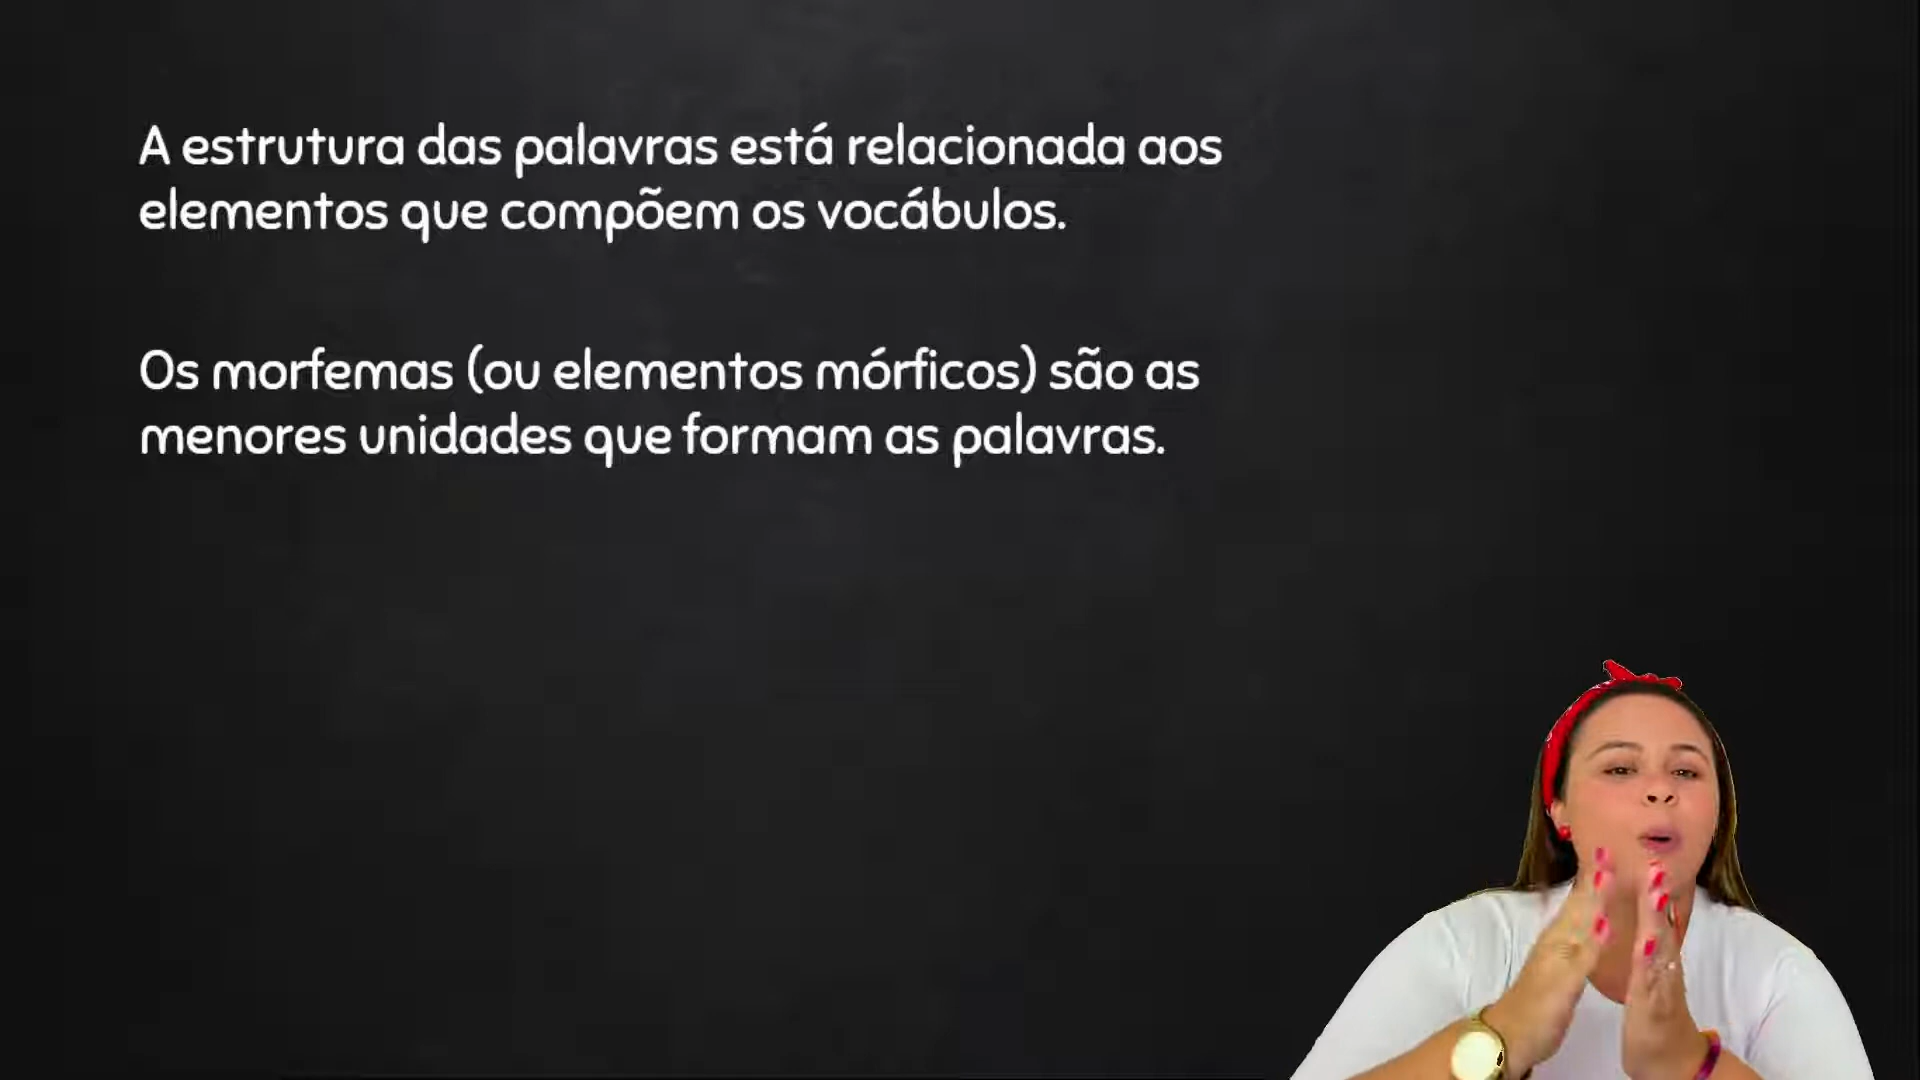 A estrutura das palavras está relacionada aos
elementos que compõem os vocábulos.
Os morfemas (ou elementos mórficos) são as
menores unidades que formam as palavras.